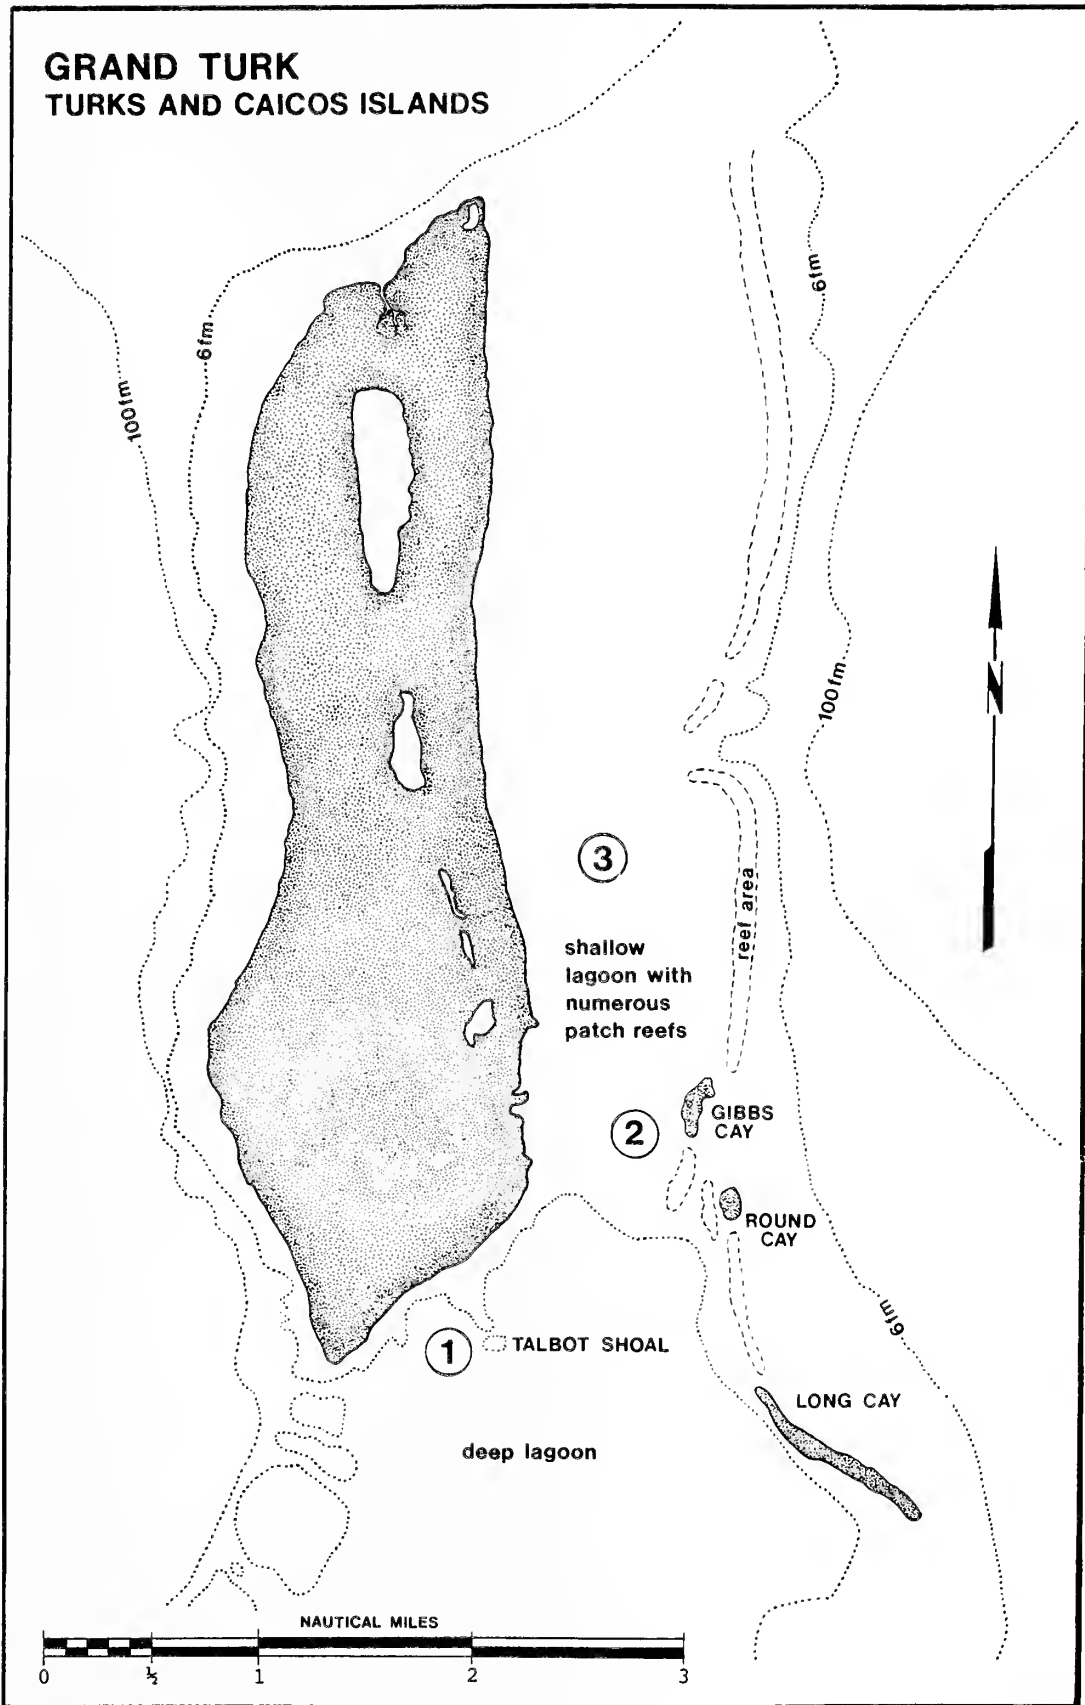 GRAND TURK
TURKS AND CAICOS ISLANDS
6fm
6fm
100fm
N
100fm
3
reef area
shallow
lagoon with
numerous
patch reefs
2
GIBBS
CAY
ROUND
CAY
6fm
1
TALBOT SHOAL
LONG CAY
deep lagoon
NAUTICAL MILES
0 ½ 1 2 3